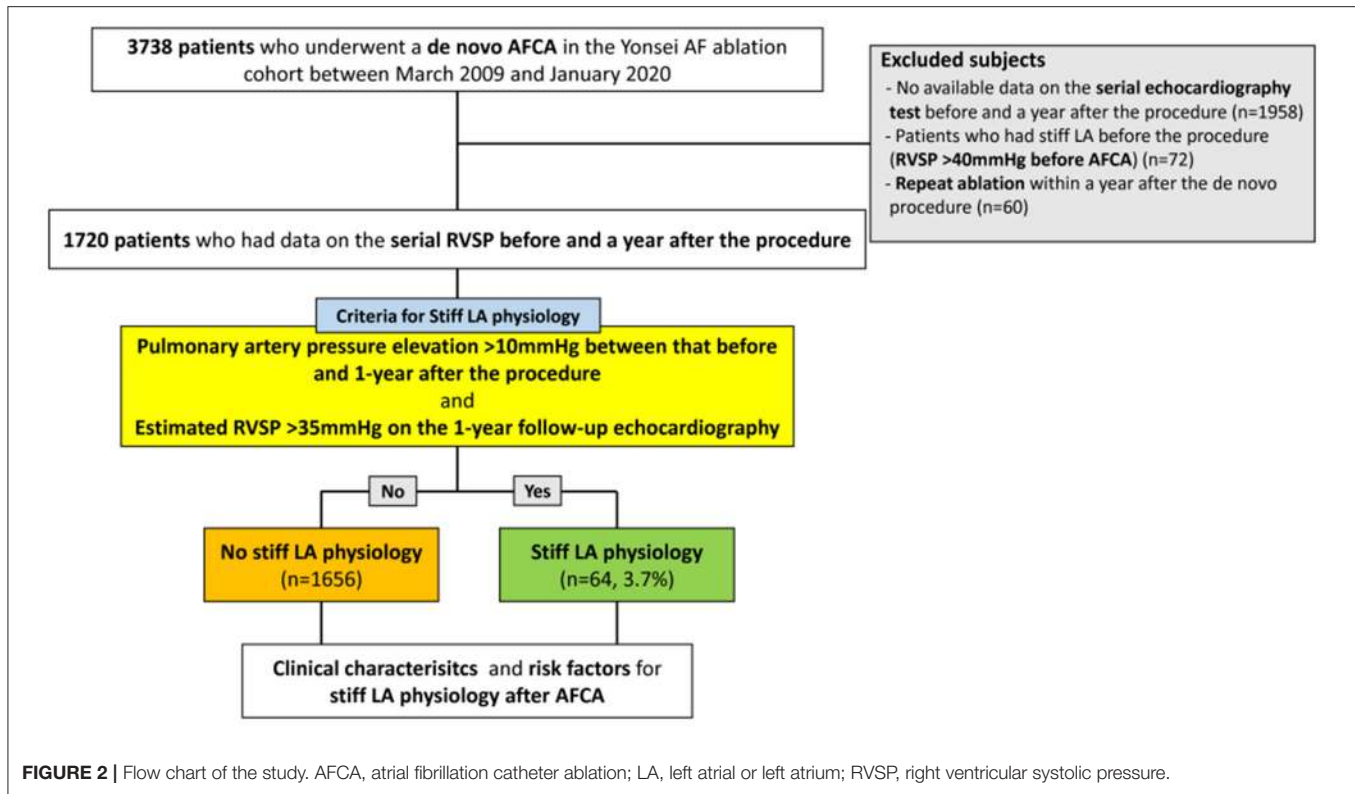 3738 patients who underwent a de novo AFCA in the Yonsei AF ablation
cohort between March 2009 and January 2020
Excluded subjects
- No available data on the serial echocardiography
test before and a year after the procedure (n=1958)
- Patients who had stiff LA before the procedure
(RVSP >40mmHg before AFCA) (n=72)
- Repeat ablation within a year after the de novo
procedure (n=60)
1720 patients who had data on the serial RVSP before and a year after the procedure
Criteria for Stiff LA physiology
Pulmonary artery pressure elevation >10mmHg between that before
and 1-year after the procedure
and
Estimated RVSP >35mmHg on the 1-year follow-up echocardiography
No
Yes
No stiff LA physiology
(n=1656)
Stiff LA physiology
(n=64, 3.7%)
Clinical characterisitcs and risk factors for
stiff LA physiology after AFCA
FIGURE 2 | Flow chart of the study. AFCA, atrial fibrillation catheter ablation; LA, left atrial or left atrium; RVSP, right ventricular systolic pressure.